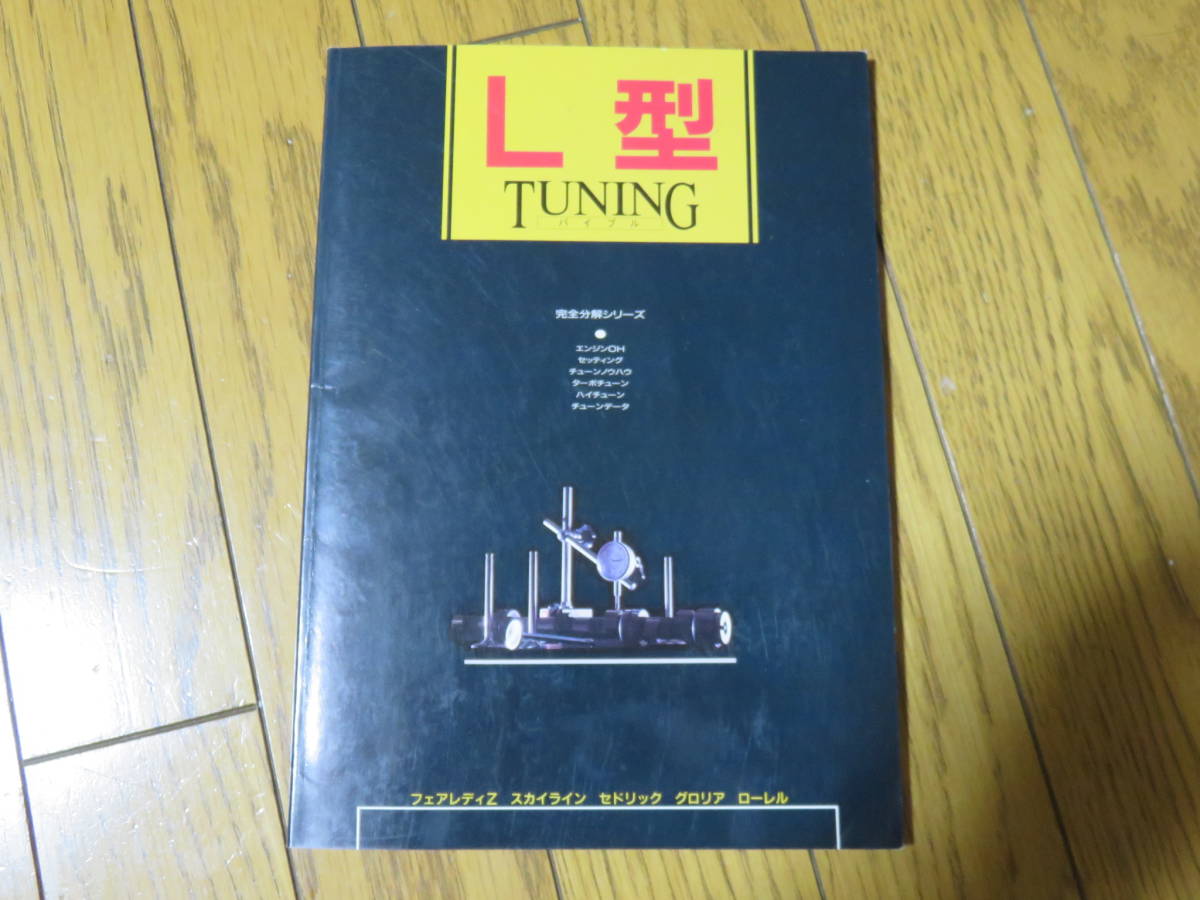 L 型
TUNING
バイブル
完全分解シリーズ
エンジンOH
セッティング
チューンノウハウ
ターボチューン
ハイチューン
チューンデータ
フェアレディZ スカイライン セドリック グロリア ローレル